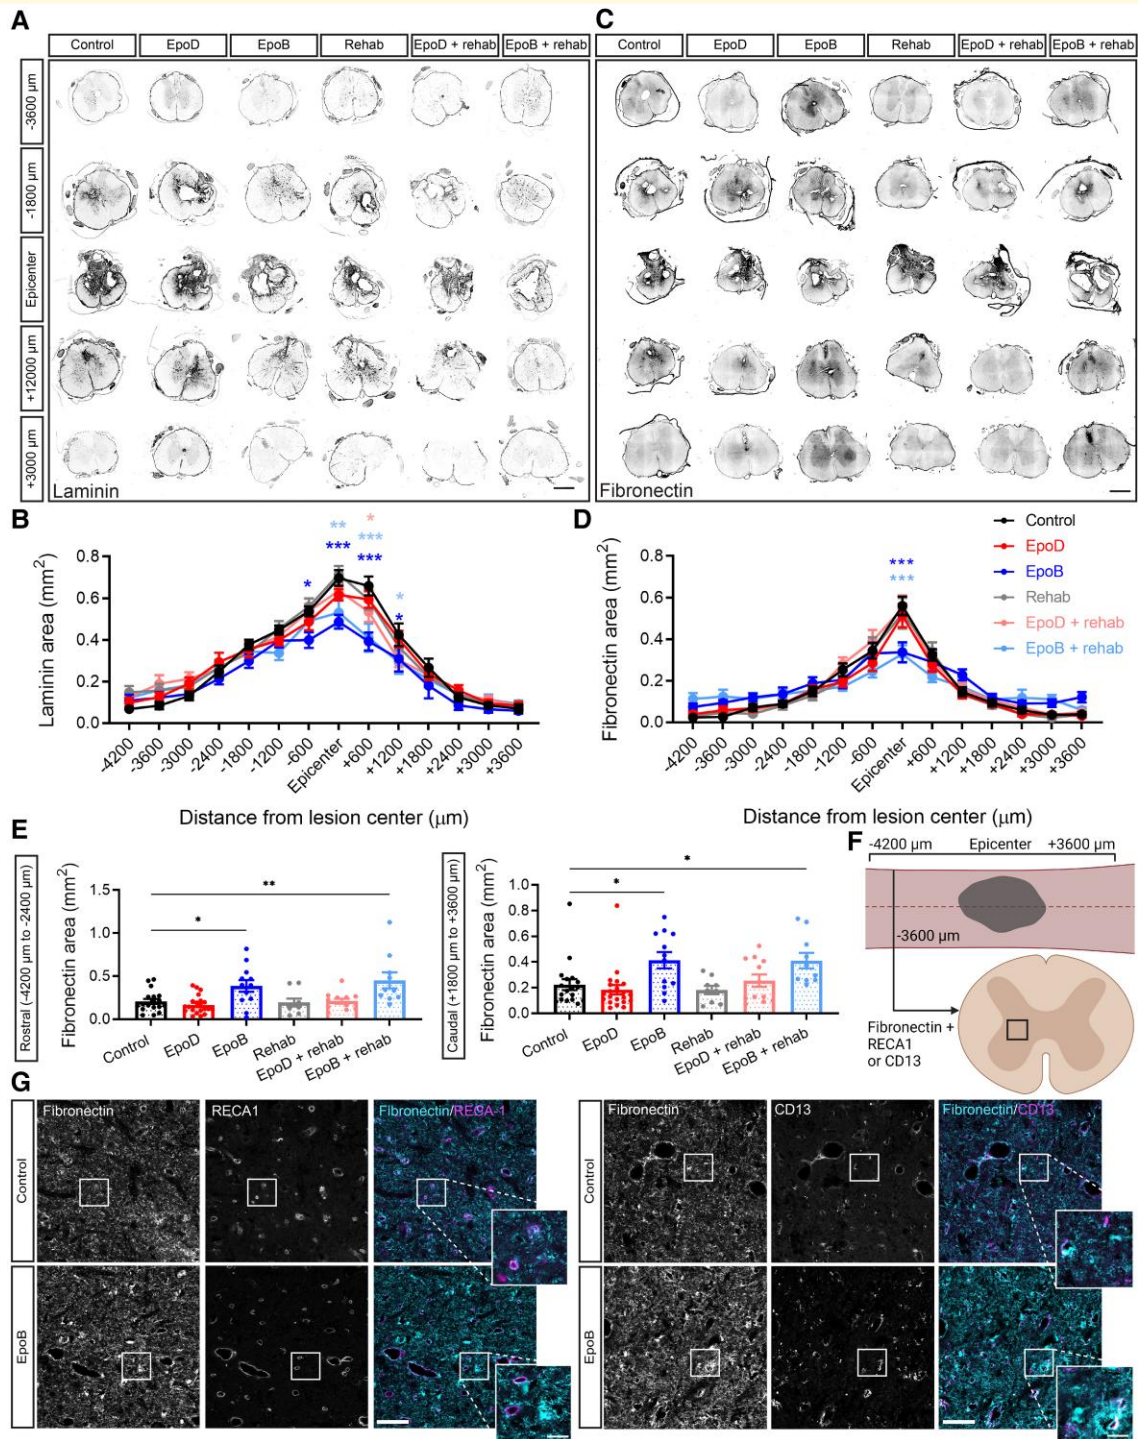 A
Control EpoD EpoB Rehab EpoD + rehab EpoB + rehab
-3600 µm
-1800 µm
Epicenter
+12000 µm
+3000 µm
Laminin
C
Control EpoD EpoB Rehab EpoD + rehab EpoB + rehab
Fibronectin
B
Laminin area (mm²)
0.8
0.6
0.4
0.2
0.0
** *
*** ***
* *** ***
*
*
-4200 -3600 -3000 -2400 -1800 -1200 -6000 Epicenter +600 +1200 +1800 +2400 +3000 +3600
Distance from lesion center (µm)
D
Fibronectin area (mm²)
0.8
0.6
0.4
0.2
0.0
***
***
-4200 -3600 -3000 -2400 -1800 -1200 -600 Epicenter +600 +1200 +1800 +2400 +3000 +3600
Distance from lesion center (µm)
Control
EpoD
EpoB
Rehab
EpoD + rehab
EpoB + rehab
E
Rostral (-4200 µm to -2400 µm)
Fibronectin area (mm²)
1.5
1.0
0.5
0.0
**
*
Control EpoD EpoB Rehab EpoD + rehab EpoB + rehab
Caudal (+1800 µm to +3600 µm)
Fibronectin area (mm²)
1.0
0.8
0.6
0.4
0.2
0.0
*
*
Control EpoD EpoB Rehab EpoD + rehab EpoB + rehab
F
-4200 µm Epicenter +3600 µm
-3600 µm
Fibronectin +
RECA1
or CD13
G
Control
Fibronectin RECA1 Fibronectin/RECA-1
EpoB
Control
Fibronectin CD13 Fibronectin/CD13
EpoB